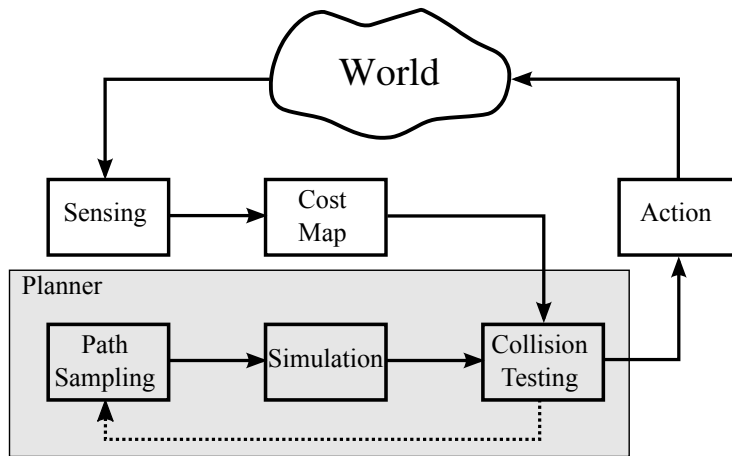 World
Sensing
Cost
Map
Action
Planner
Path
Sampling
Simulation
Collision
Testing